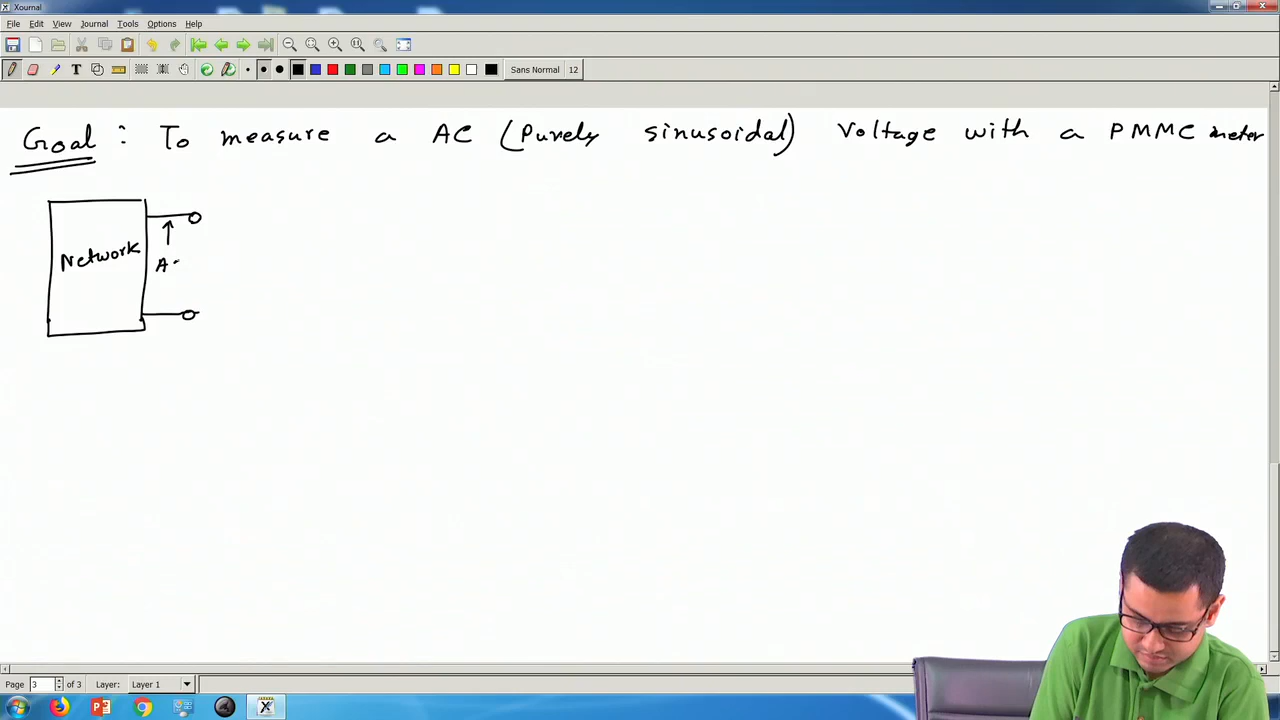 Xournal
File Edit View Journal Tools Options Help
Sans Normal 12
Goal : To measure a AC (Purely sinusoidal) Voltage with a PMMC meter
Network
A
Page 3 of 3 Layer: Layer 1